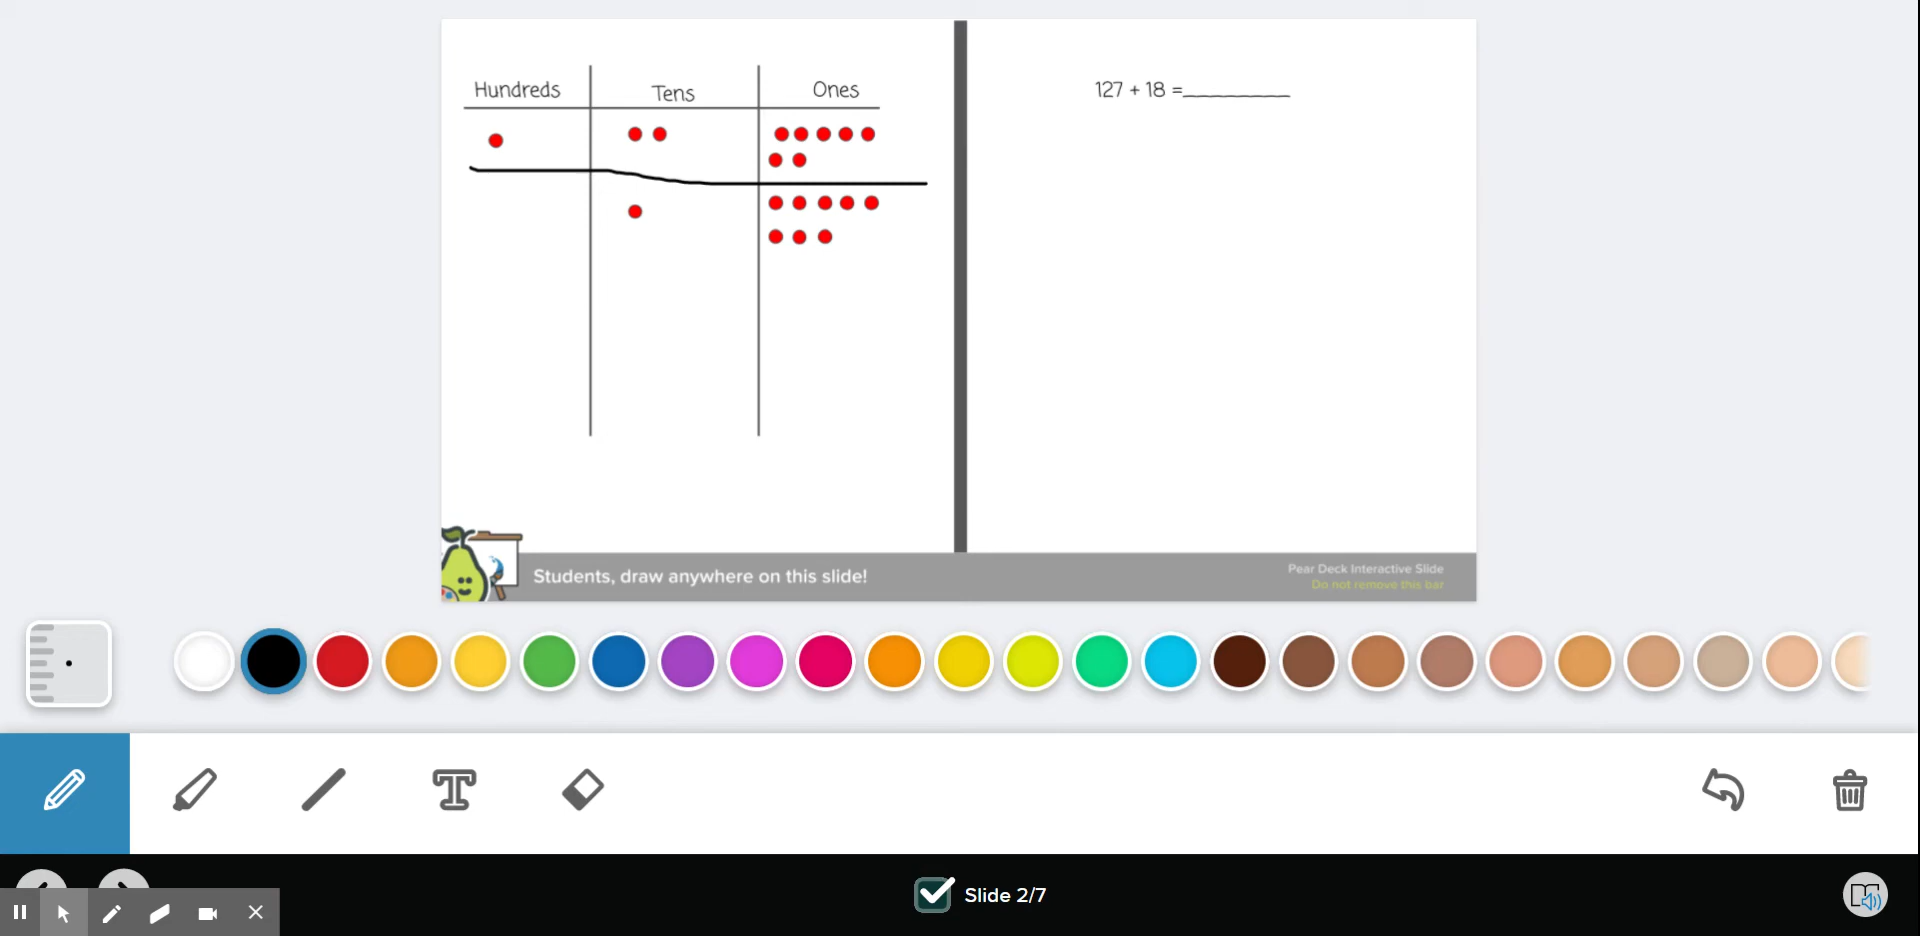 Hundreds
Tens
Ones
127 + 18 =_________
Students, draw anywhere on this slide!
Pear Deck Interactive Slide
Do not remove this bar
T
Slide 2/7